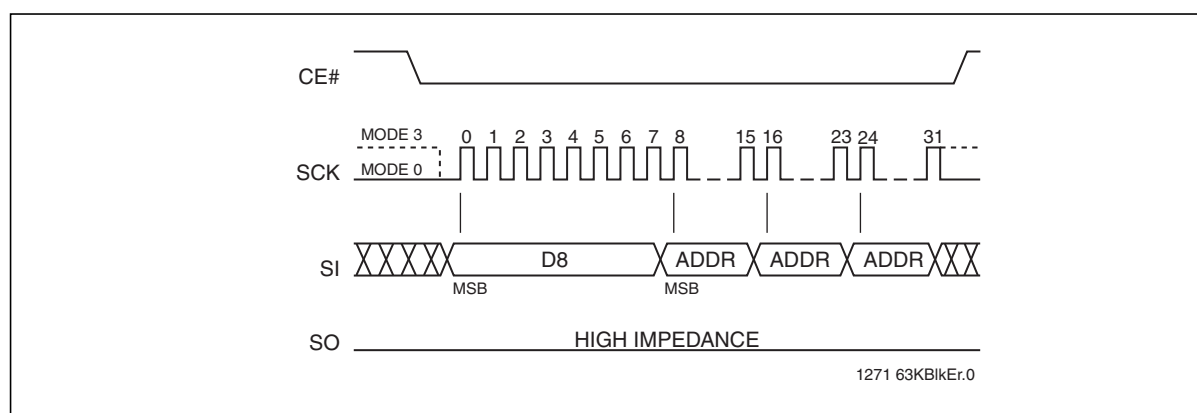 CE#
MODE 3
0 1 2 3 4 5 6 7 8 15 16 23 24 31
SCK MODE 0
SI D8 ADDR ADDR ADDR
MSB MSB
SO HIGH IMPEDANCE
1271 63KBlkEr.0